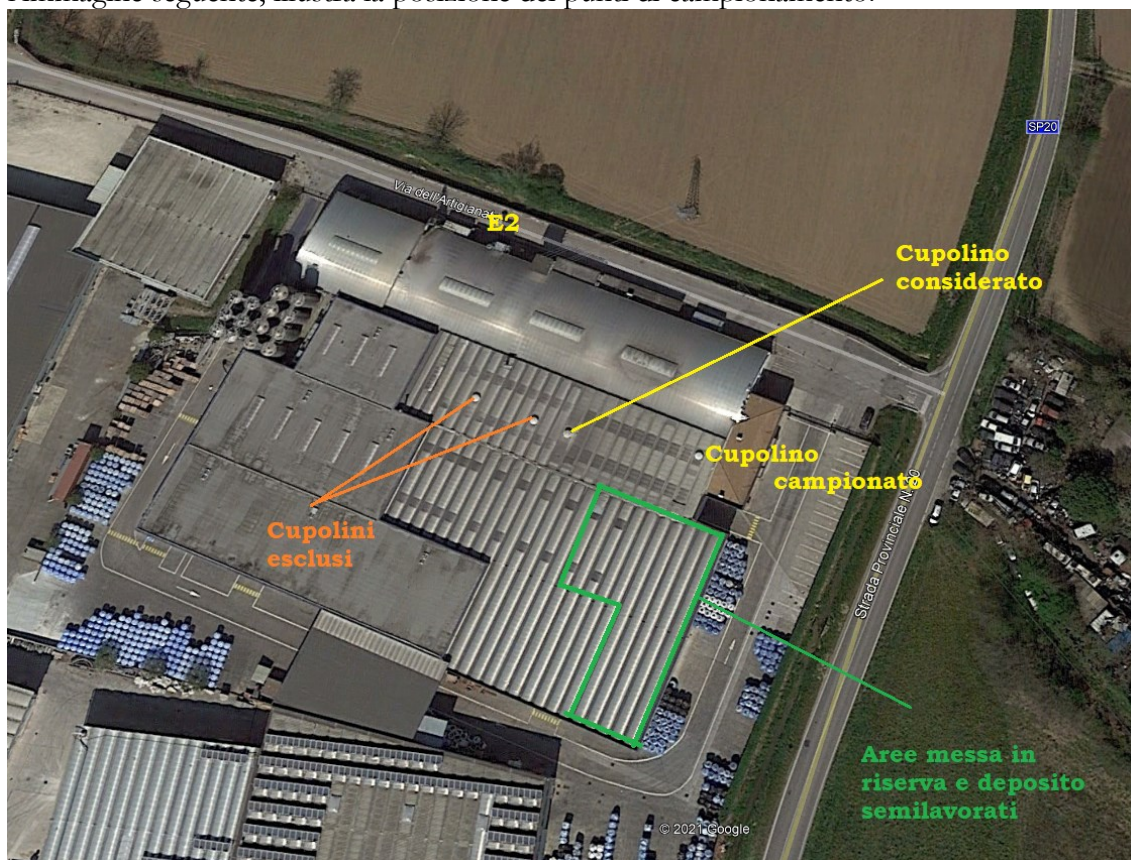 l'immagine seguente, illustra la posizione dei punti di campionamento.
SP20
Via dell'Artigianato
E2
Cupolino
considerato
Cupolino
campionato
Cupolini
esclusi
Strada Provinciale N.20
Aree messa in
riserva e deposito
semilavorati
© 2021 Google